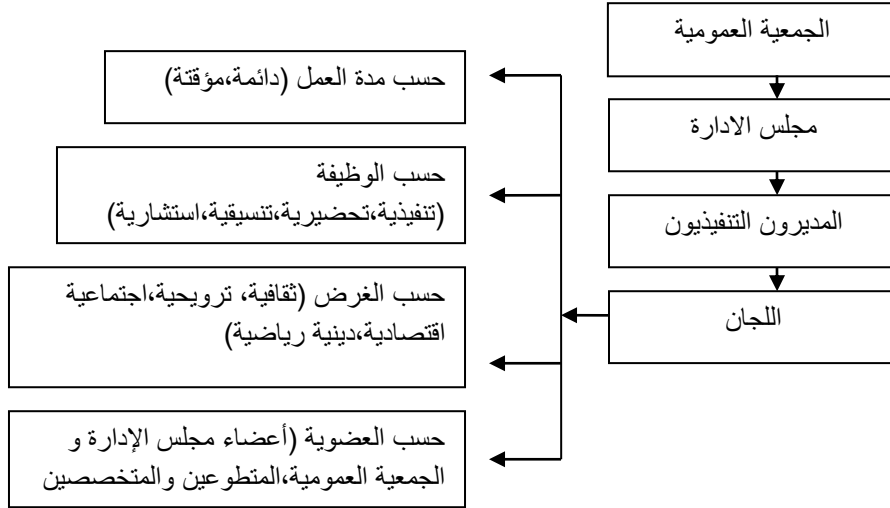 الجمعية العمومية
مجلس الادارة
المديرون التنفيذيون
اللجان
حسب مدة العمل (دائمة،مؤقتة)
حسب الوظيفة
(تنفيذية،تحضيرية،تنسيقية،استشارية)
حسب الغرض (ثقافية، ترويحية،اجتماعية
اقتصادية،دينية رياضية)
حسب العضوية (أعضاء مجلس الإدارة و
الجمعية العمومية،المتطوعين والمتخصصين